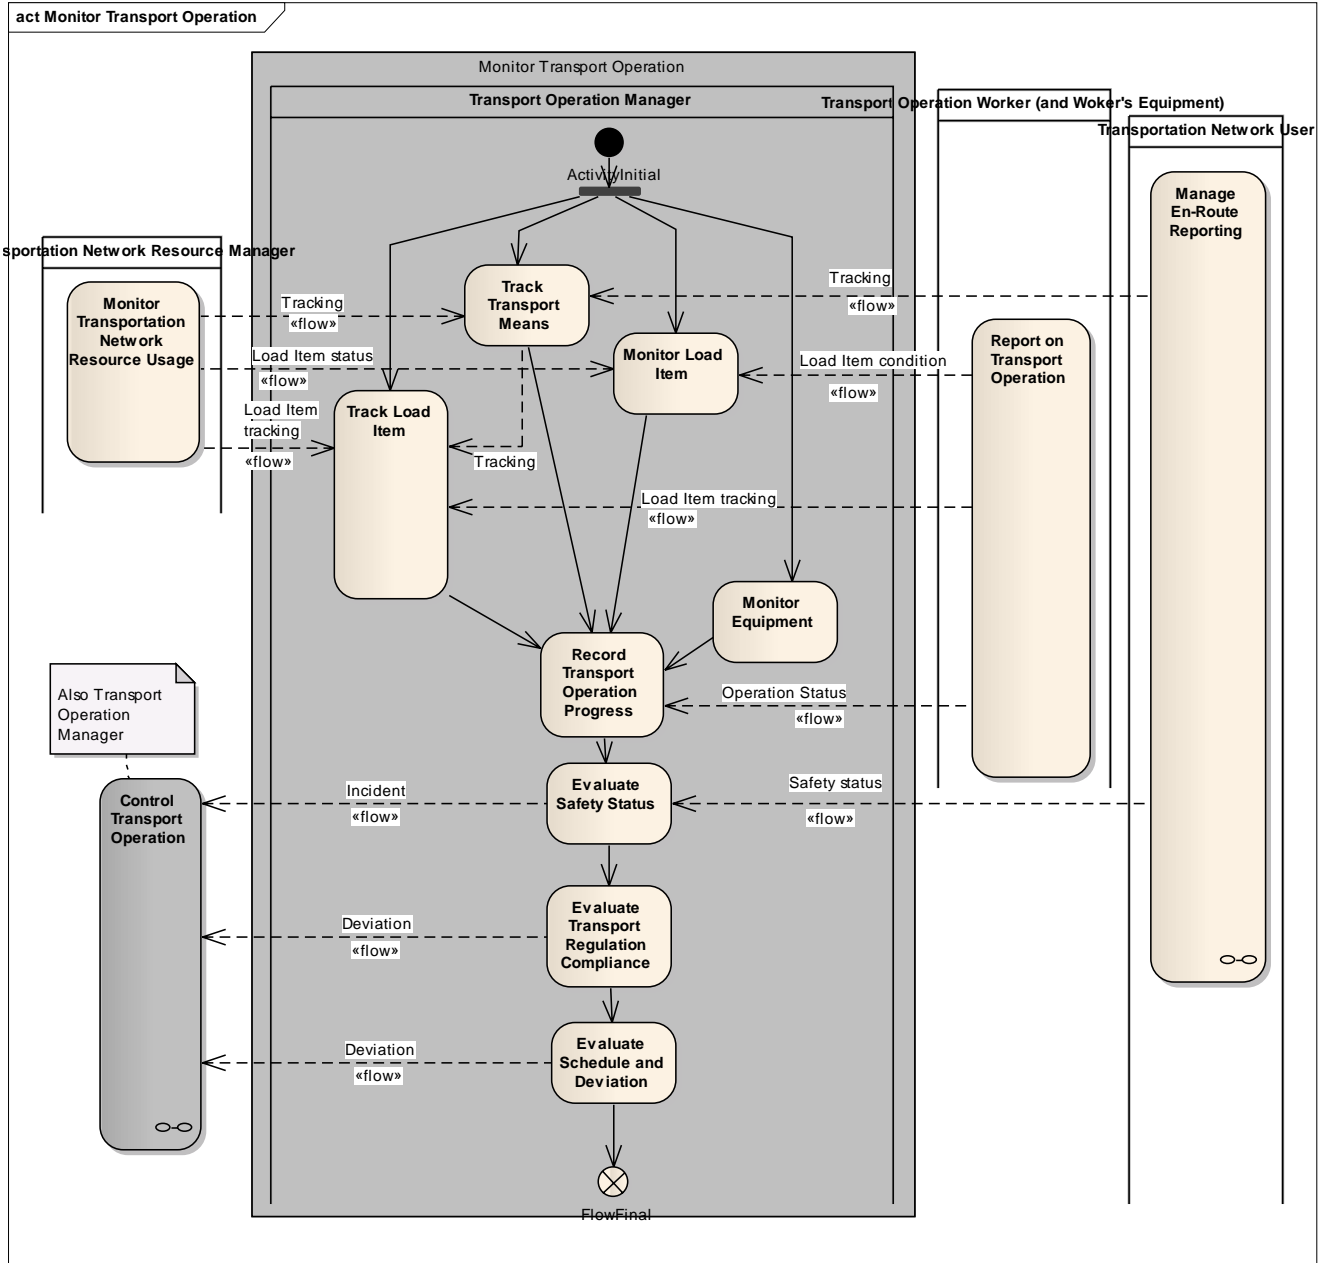 act Monitor Transport Operation
Monitor Transport Operation
Transport Operation Manager
Transport Operation Worker (and Woker's Equipment)
Transportation Network User
ActivityInitial
Manage
En-Route
Reporting
sportation Network Resource Manager
Monitor
Transportation
Network
Resource Usage
Tracking
«flow»
Track
Transport
Means
Tracking
«flow»
Load Item status
«flow»
Monitor Load
Item
Load Item condition
«flow»
Report on
Transport
Operation
Load Item
tracking
«flow»
Track Load
Item
Tracking
Load Item tracking
«flow»
Monitor
Equipment
Record
Transport
Operation
Progress
Operation Status
«flow»
Also Transport
Operation
Manager
Control
Transport
Operation
Incident
«flow»
Evaluate
Safety Status
Safety status
«flow»
Deviation
«flow»
Evaluate
Transport
Regulation
Compliance
Deviation
«flow»
Evaluate
Schedule and
Deviation
FlowFinal